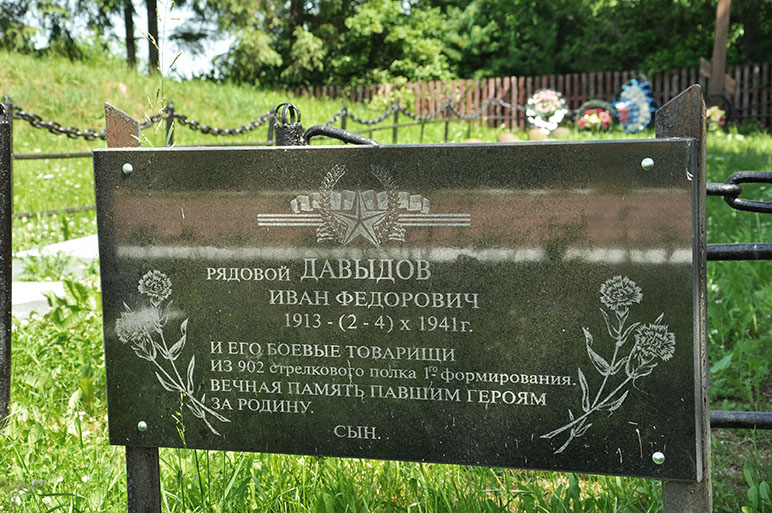 РЯДОВОЙ ДАВЫДОВ
ИВАН ФЕДОРОВИЧ
1913 - (2 - 4) х 1941г.
И ЕГО БОЕВЫЕ ТОВАРИЩИ
ИЗ 902 стрелкового полка 1го формирования.
ВЕЧНАЯ ПАМЯТЬ ПАВШИМ ГЕРОЯМ
ЗА РОДИНУ.
СЫН.